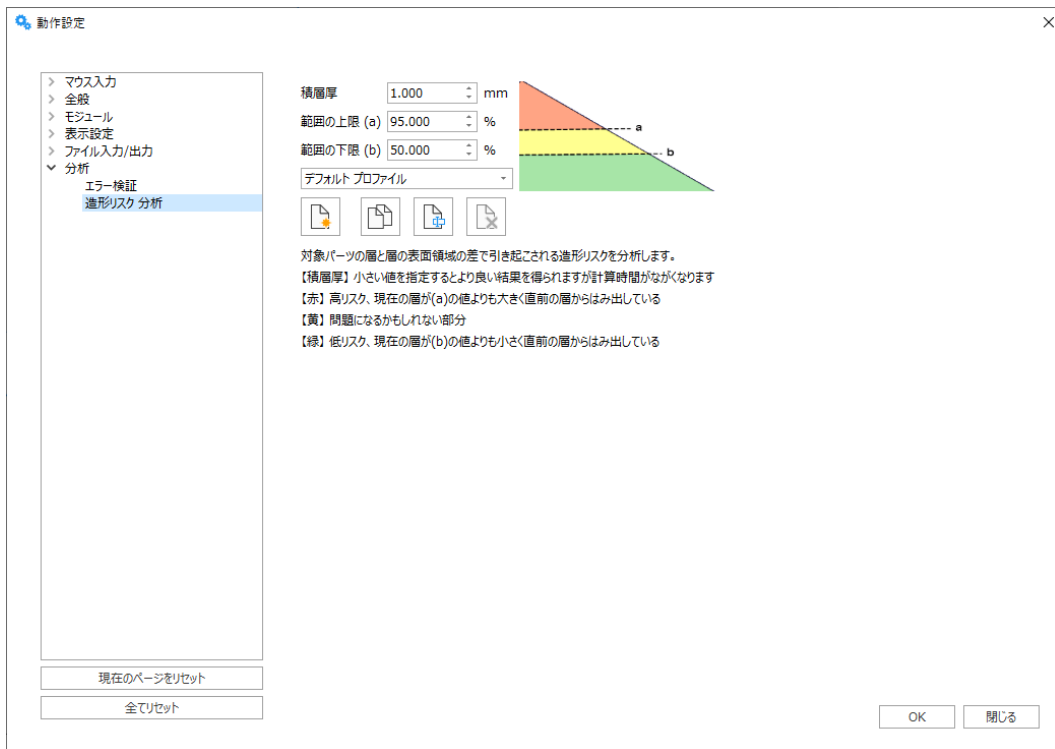 動作設定
マウス入力
全般
モジュール
表示設定
ファイル入力/出力
分析
エラー検証
造形リスク 分析
現在のページをリセット
全てリセット
積層厚 1.000 mm
範囲の上限 (a) 95.000 %
範囲の下限 (b) 50.000 %
a
b
デフォルト プロファイル
対象パーツの層と層の表面領域の差で引き起こされる造形リスクを分析します。
【積層厚】 小さい値を指定するとより良い結果を得られますが計算時間がながくなります
【赤】 高リスク、現在の層が(a)の値よりも大きく直前の層からはみ出している
【黄】 問題になるかもしれない部分
【緑】 低リスク、現在の層が(b)の値よりも小さく直前の層からはみ出している
OK
閉じる